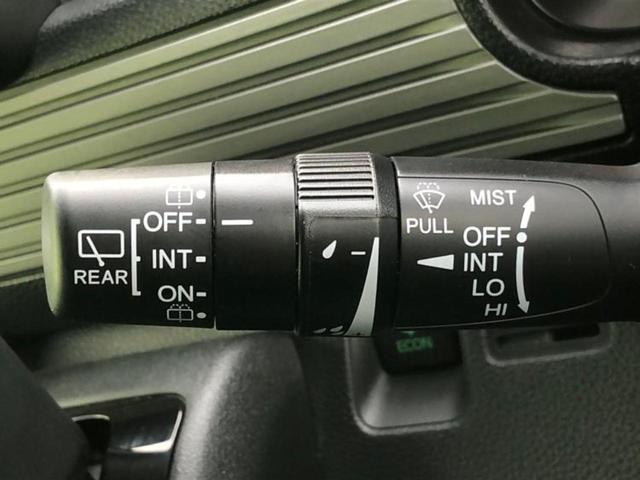 OFF
INT
ON
REAR
PULL
MIST
OFF
INT
LO
HI
ECON